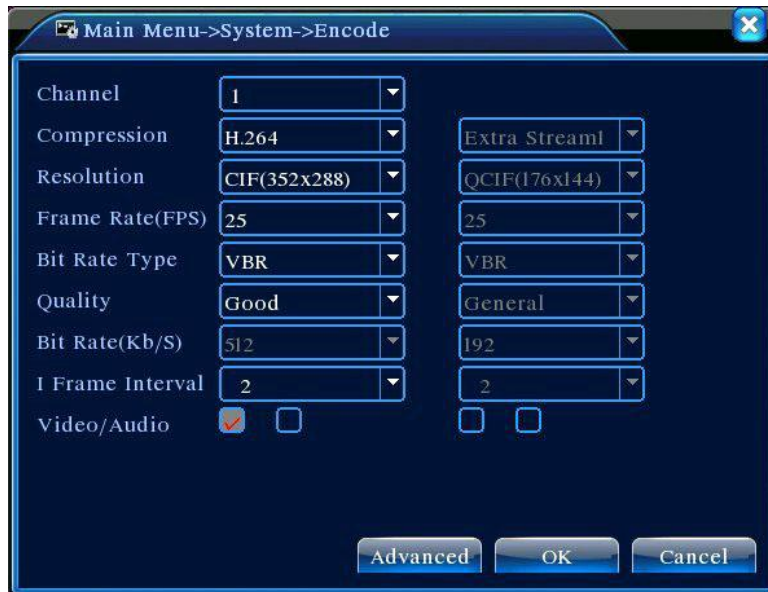 Main Menu->System->Encode
Channel 1
Compression H.264 Extra Stream1
Resolution CIF(352x288) QCIF(176x144)
Frame Rate(FPS) 25 25
Bit Rate Type VBR VBR
Quality Good General
Bit Rate(Kb/S) 512 192
I Frame Interval 2 2
Video/Audio
Advanced OK Cancel